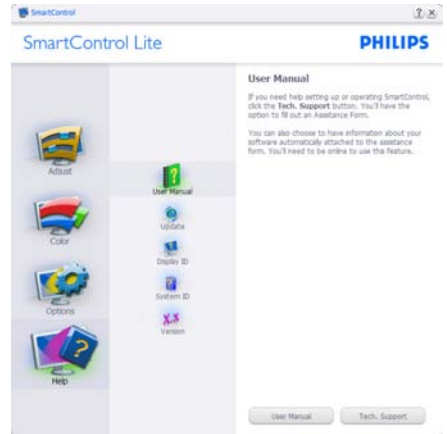 SmartControl
SmartControl Lite
PHILIPS
Adjust
Color
Options
Help
User Manual
Update
Display ID
System ID
Version
User Manual
If you need help setting up or operating SmartControl,
click the Tech. Support button. You'll have the
option to fill out an Assistance Form.
You can also choose to have information about your
software automatically attached to the assistance
form. You'll need to be online to use this feature.
User Manual
Tech. Support